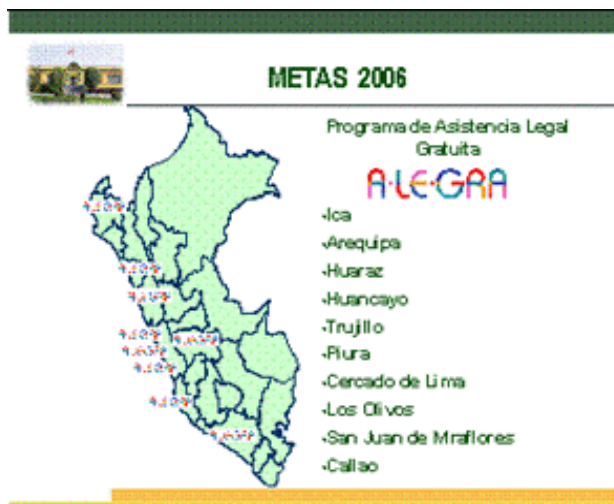 METAS 2006
Programa de Asistencia Legal
Gratuita
A·LE·GRA
-Ica
-Arequipa
-Huaraz
-Huancayo
-Trujillo
-Piura
-Cercado de Lima
-Los Olivos
-San Juan de Mraflores
-Callao